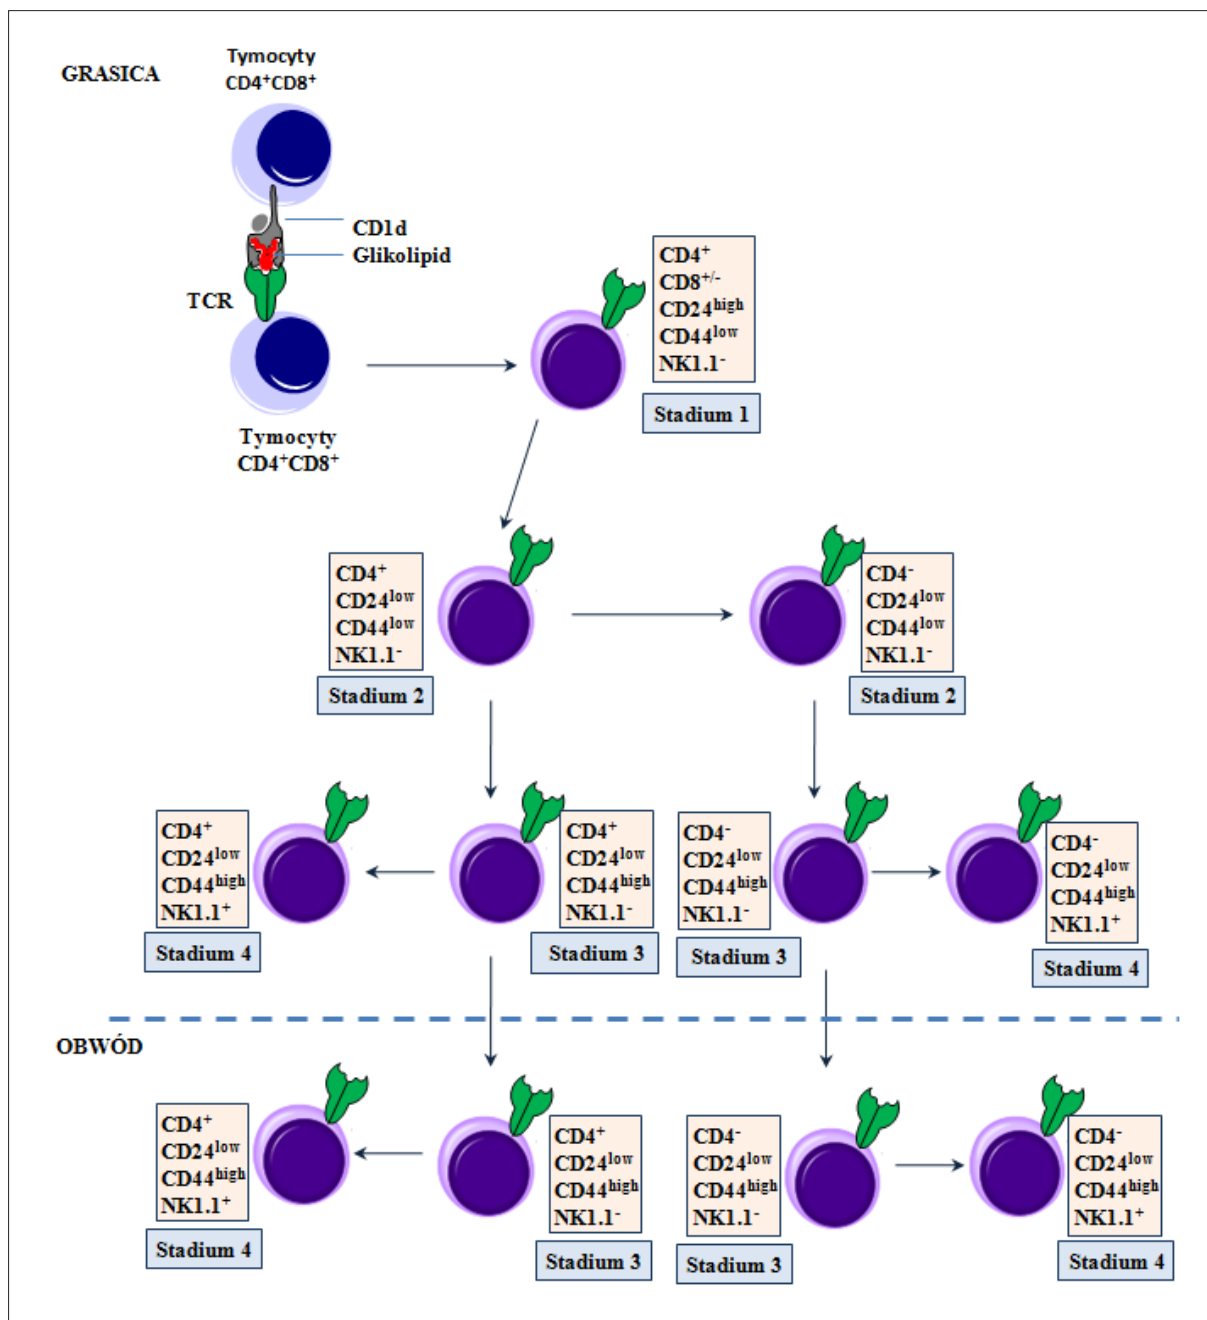 GRASICA
Tymocyty
CD4⁺CD8⁺
CD1d
Glikolipid
TCR
Tymocyty
CD4⁺CD8⁺
CD4⁺
CD8⁺/⁻
CD24ʰⁱᵍʰ
CD44ˡᵒʷ
NK1.1⁻
Stadium 1
CD4⁺
CD24ˡᵒʷ
CD44ˡᵒʷ
NK1.1⁻
Stadium 2
CD4⁻
CD24ˡᵒʷ
CD44ˡᵒʷ
NK1.1⁻
Stadium 2
CD4⁺
CD24ˡᵒʷ
CD44ʰⁱᵍʰ
NK1.1⁺
Stadium 4
CD4⁺
CD24ˡᵒʷ
CD44ʰⁱᵍʰ
NK1.1⁻
Stadium 3
CD4⁻
CD24ˡᵒʷ
CD44ʰⁱᵍʰ
NK1.1⁻
Stadium 3
CD4⁻
CD24ˡᵒʷ
CD44ʰⁱᵍʰ
NK1.1⁺
Stadium 4
OBWÓD
CD4⁺
CD24ˡᵒʷ
CD44ʰⁱᵍʰ
NK1.1⁺
Stadium 4
CD4⁺
CD24ˡᵒʷ
CD44ʰⁱᵍʰ
NK1.1⁻
Stadium 3
CD4⁻
CD24ˡᵒʷ
CD44ʰⁱᵍʰ
NK1.1⁻
Stadium 3
CD4⁻
CD24ˡᵒʷ
CD44ʰⁱᵍʰ
NK1.1⁺
Stadium 4